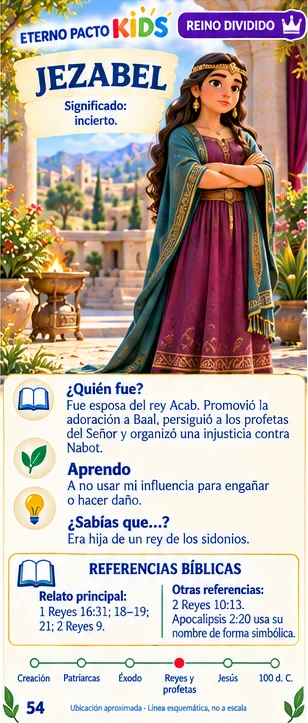 ETERNO PACTO KIDS
REINO DIVIDIDO
JEZABEL
Significado:
incierto.
¿Quién fue?
Fue esposa del rey Acab. Promovió la
adoración a Baal, persiguió a los profetas
del Señor y organizó una injusticia contra
Nabot.
Aprendo
A no usar mi influencia para engañar
o hacer daño.
¿Sabías que...?
Era hija de un rey de los sidonios.
REFERENCIAS BÍBLICAS
Relato principal:
1 Reyes 16:31; 18–19;
21; 2 Reyes 9.
Otras referencias:
2 Reyes 10:13.
Apocalipsis 2:20 usa su
nombre de forma simbólica.
Creación
Patriarcas
Éxodo
Reyes y
profetas
Jesús
100 d. C.
54
Ubicación aproximada · Línea esquemática, no a escala